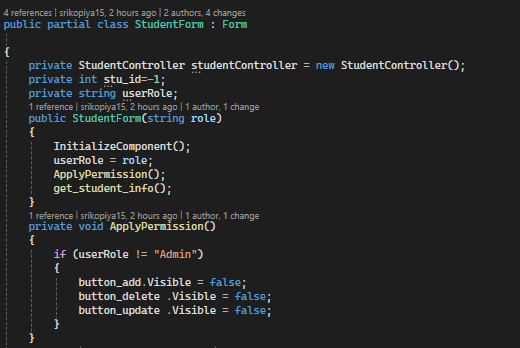 4 references | srikopiya15, 2 hours ago | 2 authors, 4 changes
public partial class StudentForm : Form
{
private StudentController studentController = new StudentController();
private int stu_id=-1;
private string userRole;
1 reference | srikopiya15, 2 hours ago | 1 author, 1 change
public StudentForm(string role)
{
InitializeComponent();
userRole = role;
ApplyPermission();
get_student_info();
}
1 reference | srikopiya15, 2 hours ago | 1 author, 1 change
private void ApplyPermission()
{
if (userRole != "Admin")
{
button_add.Visible = false;
button_delete .Visible = false;
button_update .Visible = false;
}
}